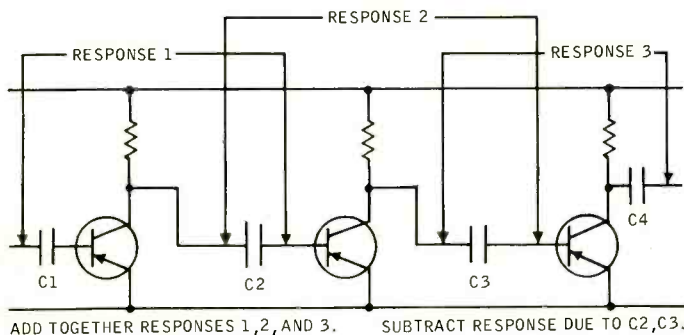 RESPONSE 2
RESPONSE 1
RESPONSE 3
C1
C2
C3
C4
ADD TOGETHER RESPONSES 1,2, AND 3. SUBTRACT RESPONSE DUE TO C2,C3.